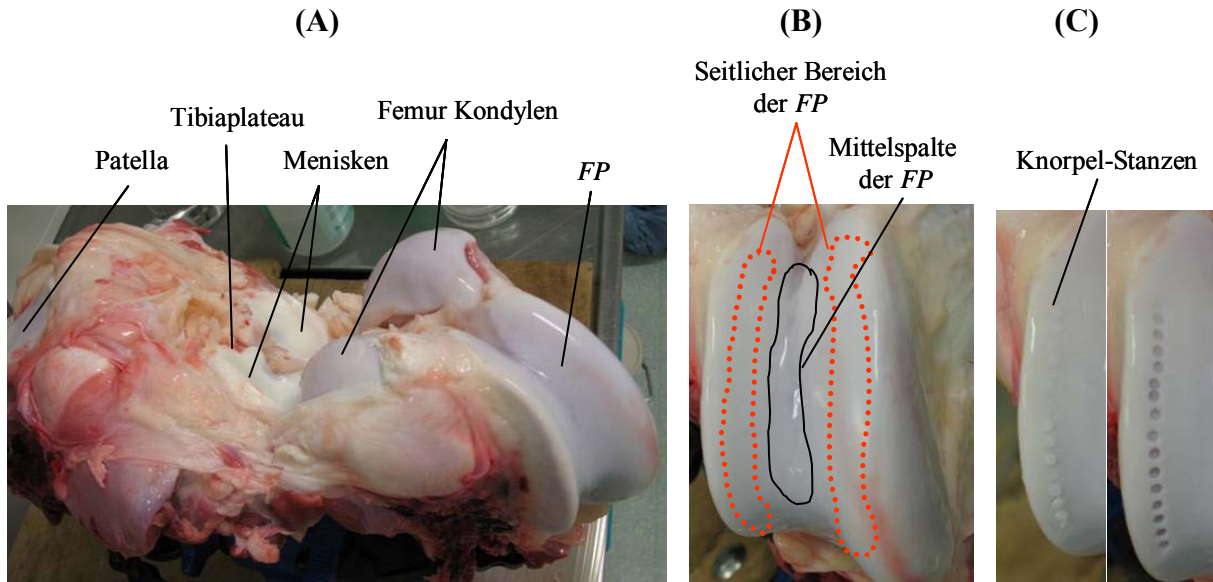 (A)
(B)
(C)
Seitlicher Bereich
der FP
Tibiaplateau
Femur Kondylen
Patella
Menisken
FP
Mittelspalte
der FP
Knorpel-Stanzen